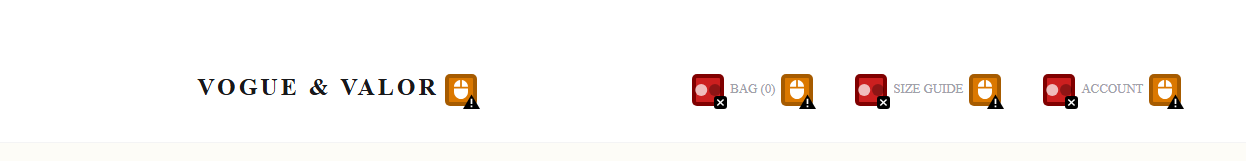 VOGUE & VALOR
BAG (0) SIZE GUIDE ACCOUNT